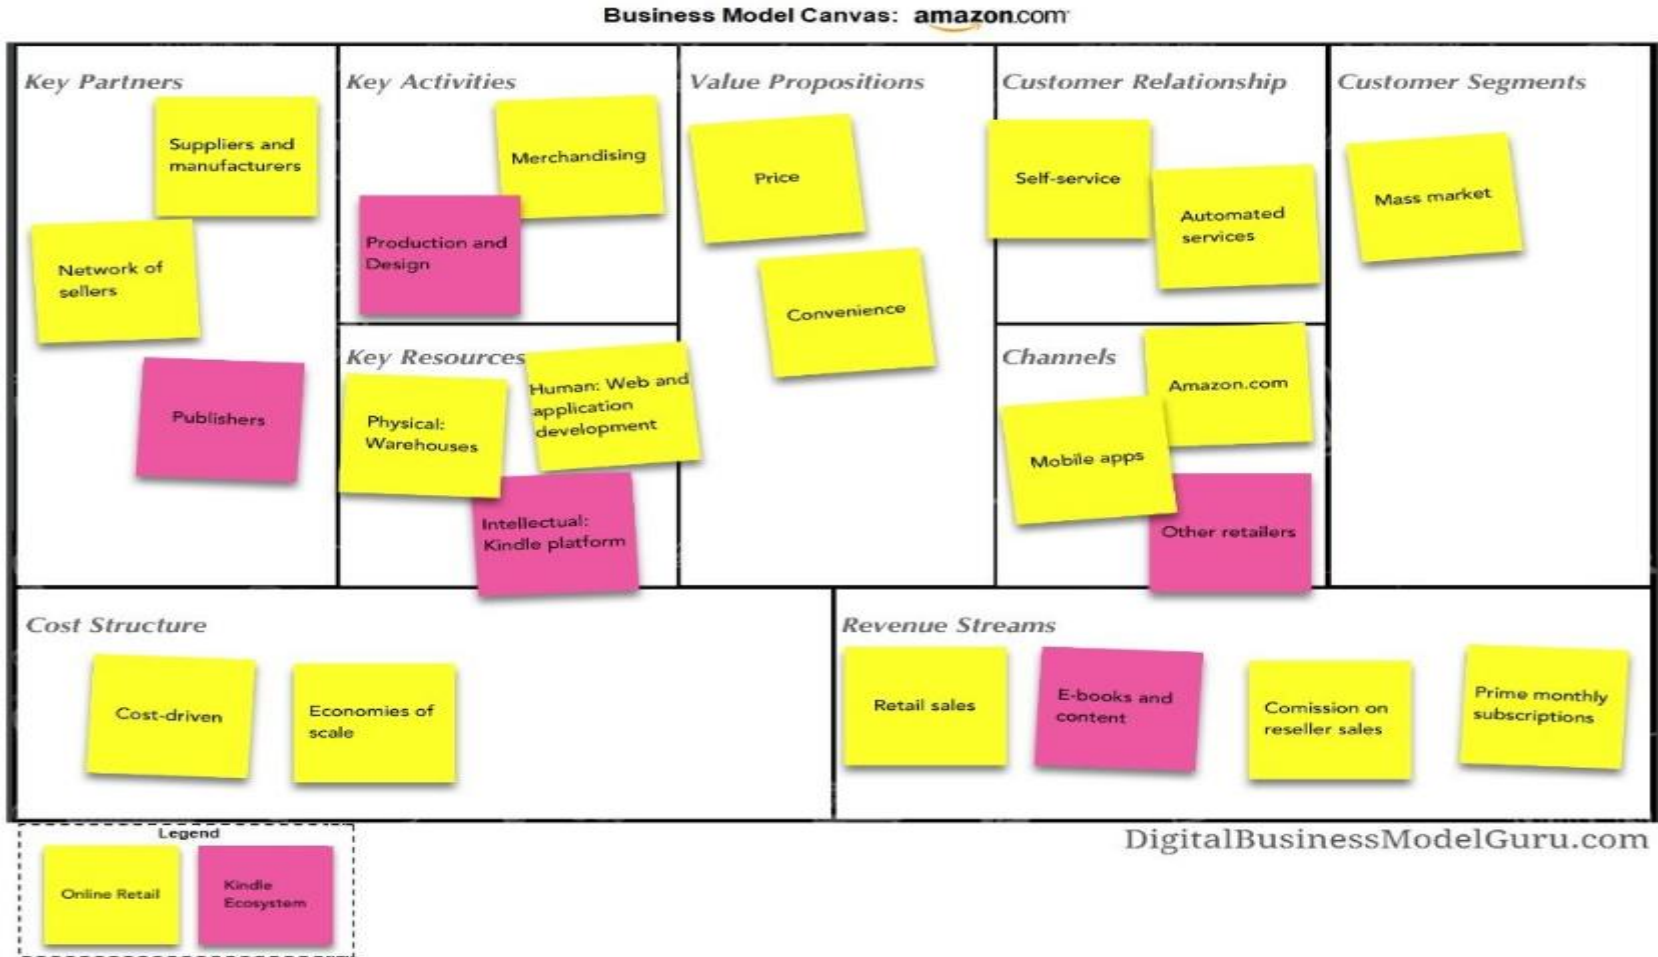 Business Model Canvas: amazon.com
Key Partners
Suppliers and
manufacturers
Network of
sellers
Publishers
Key Activities
Merchandising
Production and
Design
Key Resources
Physical:
Warehouses
Human: Web and
application
development
Intellectual:
Kindle platform
Value Propositions
Price
Convenience
Customer Relationship
Self-service
Automated
services
Channels
Amazon.com
Mobile apps
Other retailers
Customer Segments
Mass market
Cost Structure
Cost-driven
Economies of
scale
Revenue Streams
Retail sales
E-books and
content
Comission on
reseller sales
Prime monthly
subscriptions
Legend
Online Retail
Kindle
Ecosystem
DigitalBusinessModelGuru.com